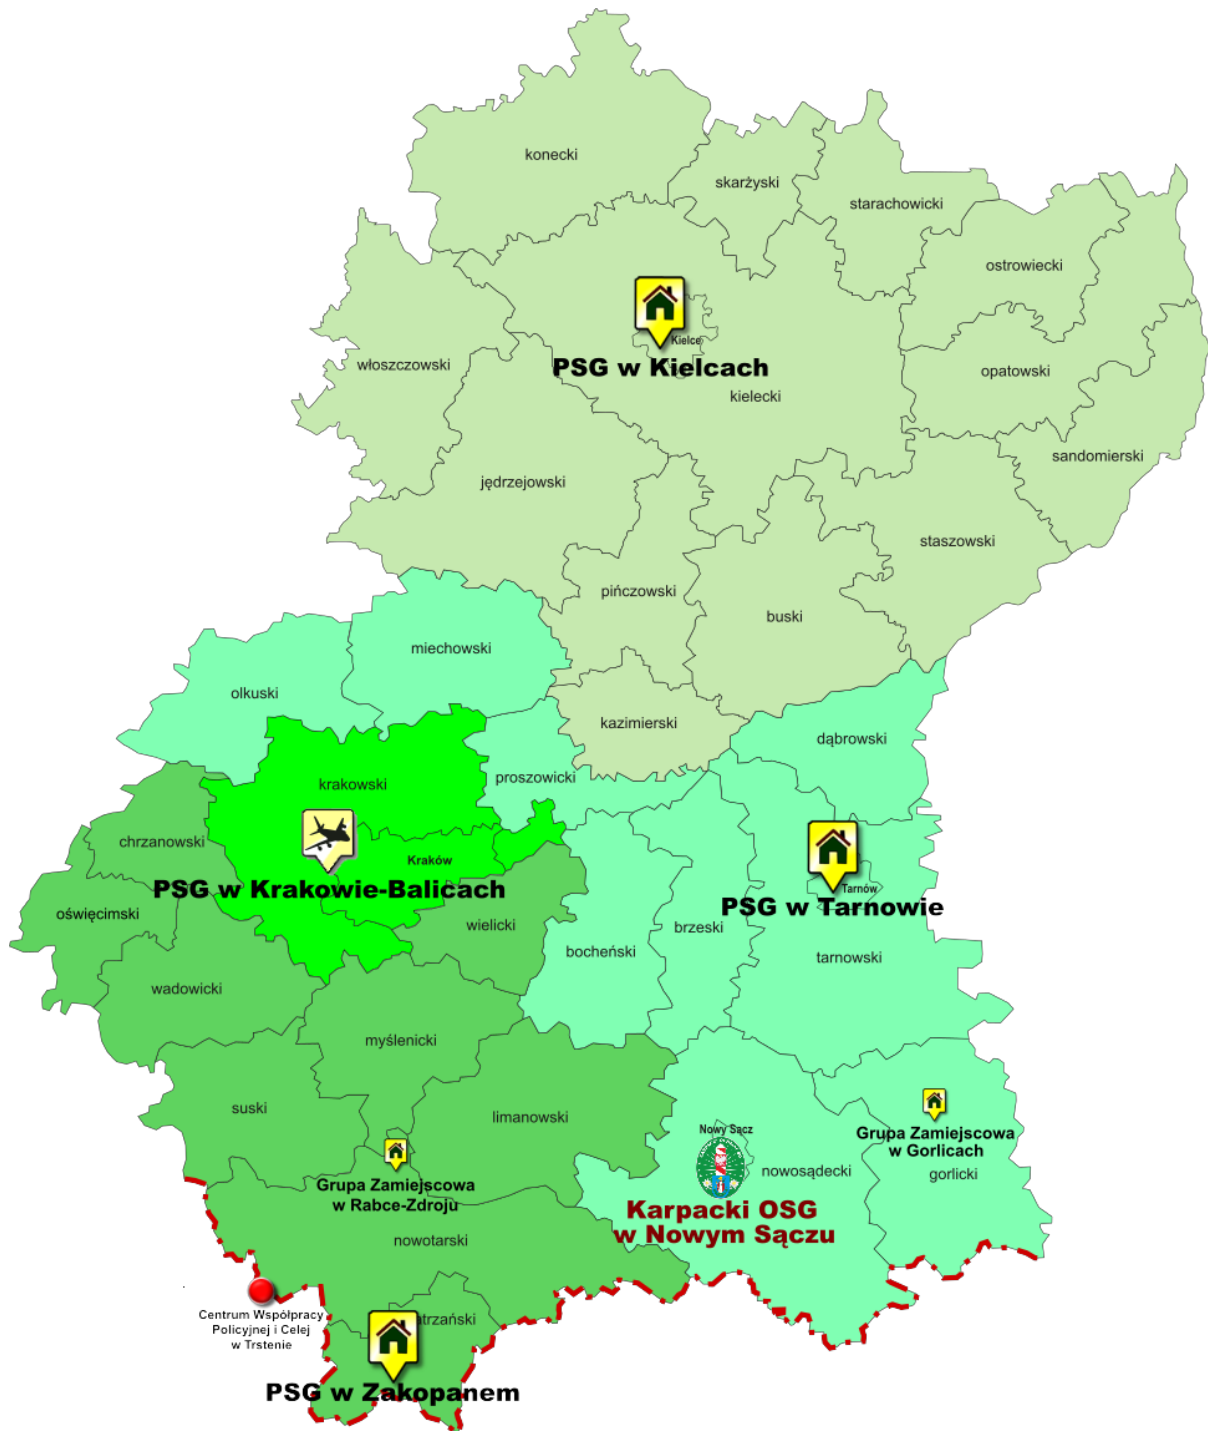 konecki
skarżyski
starachowicki
ostrowiecki
Kielce
PSG w Kielcach
włoszczowski
opatowski
kielecki
sandomierski
jędrzejowski
staszowski
pińczowski
buski
miechowski
olkuski
kazimierski
dąbrowski
proszowicki
krakowski
chrzanowski
Kraków
PSG w Krakowie-Balicach
Tarnów
PSG w Tarnowie
oświęcimski
wielicki
brzeski
bocheński
tarnowski
wadowicki
myślenicki
suski
limanowski
Nowy Sącz
Grupa Zamiejscowa
w Gorlicach
gorlicki
nowosądecki
Grupa Zamiejscowa
w Rabce-Zdroju
Karpacki OSG
w Nowym Sączu
nowotarski
Centrum Współpracy
Policyjnej i Celej
w Trstenie
atrzański
PSG w Zakopanem